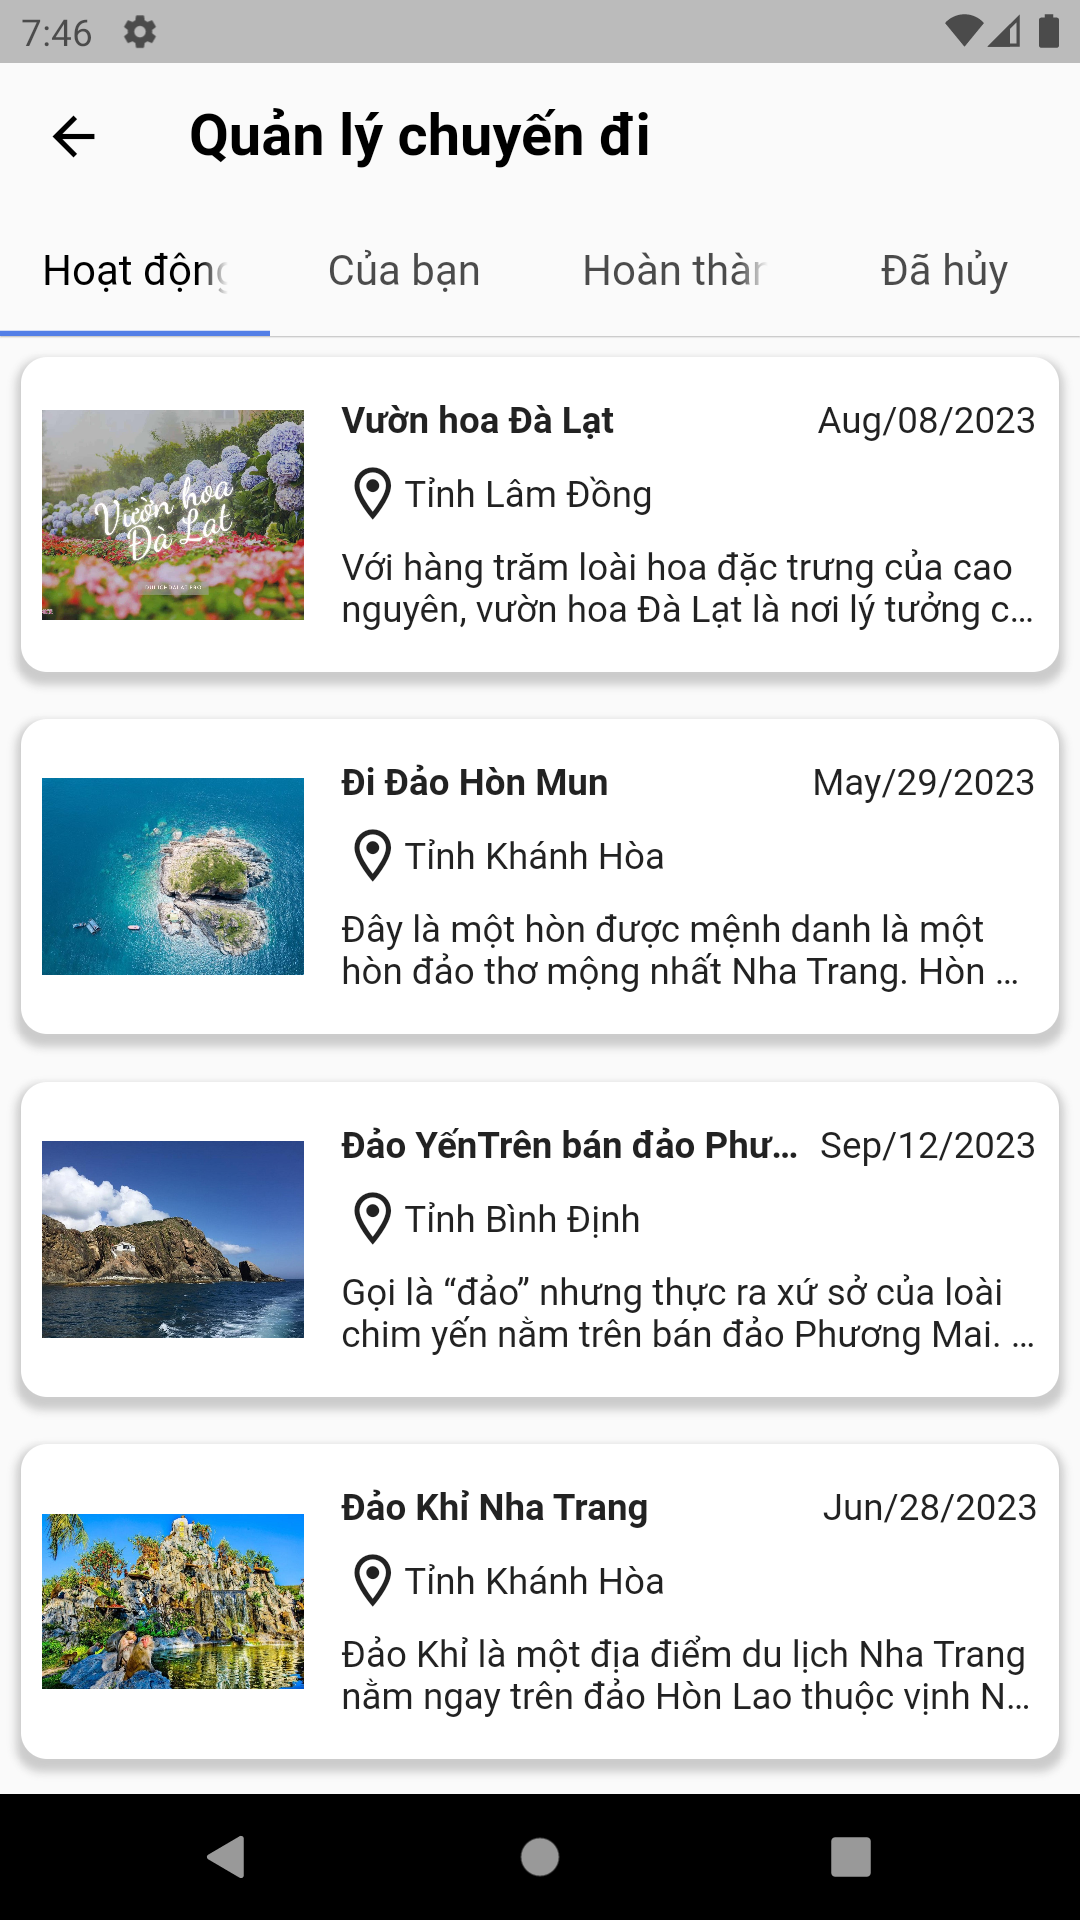 7:46
Quản lý chuyến đi
Hoạt động
Của bạn
Hoàn thàn
Đã hủy
Vườn hoa Đà Lạt
Aug/08/2023
Vườn hoa
Đà Lạt
Tỉnh Lâm Đồng
Với hàng trăm loài hoa đặc trưng của cao
nguyên, vườn hoa Đà Lạt là nơi lý tưởng c…
Đi Đảo Hòn Mun
May/29/2023
Tỉnh Khánh Hòa
Đây là một hòn được mệnh danh là một
hòn đảo thơ mộng nhất Nha Trang. Hòn …
Đảo YếnTrên bán đảo Phư…
Sep/12/2023
Tỉnh Bình Định
Gọi là “đảo” nhưng thực ra xứ sở của loài
chim yến nằm trên bán đảo Phương Mai. …
Đảo Khỉ Nha Trang
Jun/28/2023
Tỉnh Khánh Hòa
Đảo Khỉ là một địa điểm du lịch Nha Trang
nằm ngay trên đảo Hòn Lao thuộc vịnh N…